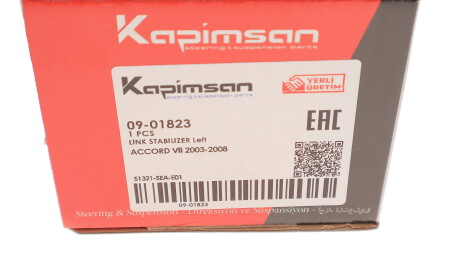 Kapimsan
steering & suspension parts
Kapimsan
steering & suspension parts
YERLİ
ÜRETİM
09-01823
1 PCS
LINK STABILIZER Left
ACCORD VII 2003-2008
EAC
51321-SEA-E01
09-01823
Steering & Suspension - Direksiyon ve Suspansiyon -